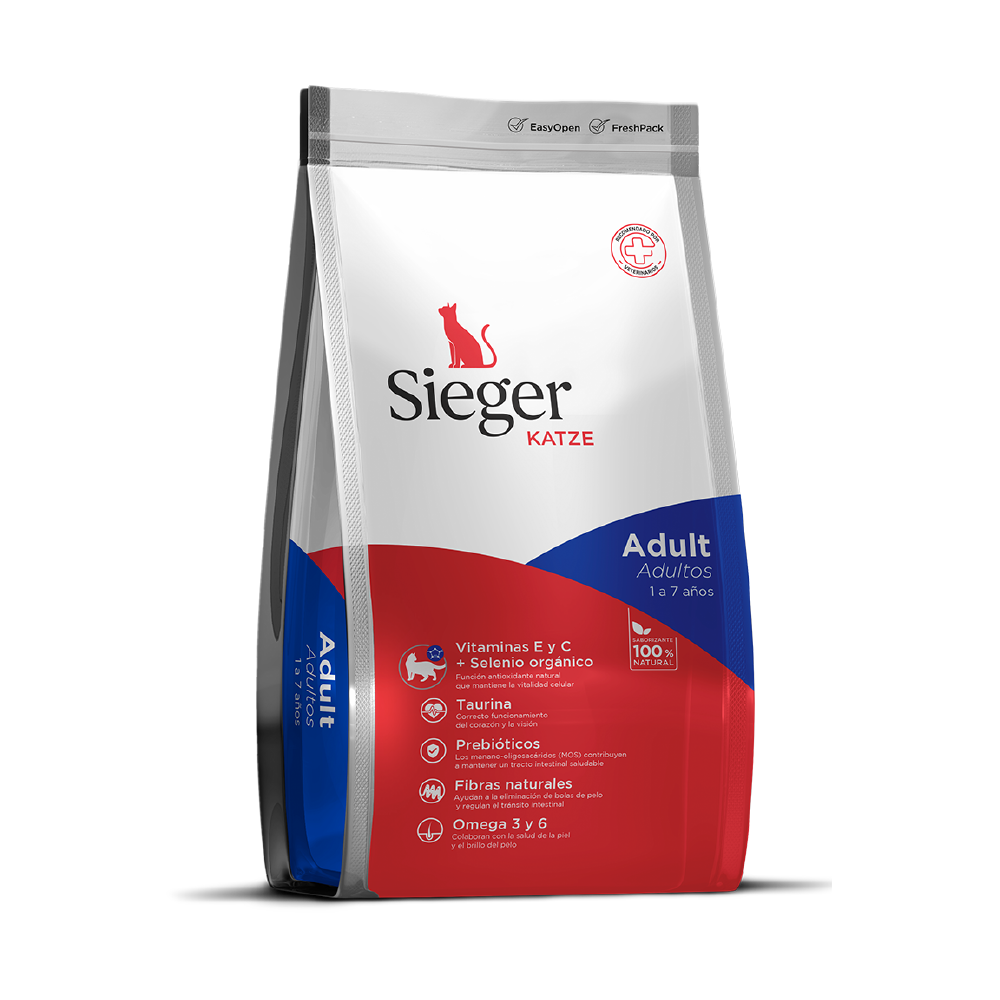 EasyOpen FreshPack
RECOMENDADO POR
VETERINARIOS
Sieger
KATZE
Adult
Adultos
1 a 7 años
SABORIZANTE
100%
NATURAL
Vitaminas E y C
+ Selenio orgánico
Función antioxidante natural
que mantiene la vitalidad celular
Taurina
Correcto funcionamiento
del corazón y la visión
Prebióticos
Los manano-oligosacáridos (MOS) contribuyen
a mantener un tracto intestinal saludable
Fibras naturales
Ayudan a la eliminación de bolas de pelo
y regulan el tránsito intestinal
Omega 3 y 6
Colaboran con la salud de la piel
y el brillo del pelo
Adult
Adultos
1 a 7 años